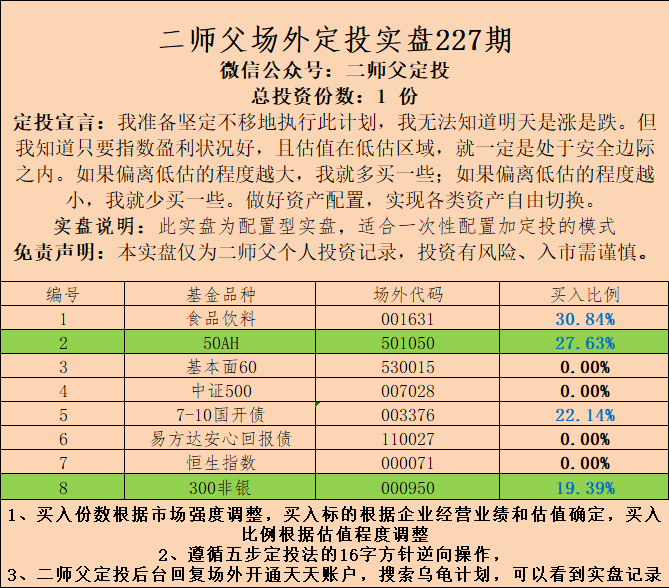 二师父场外定投实盘227期
微信公众号：二师父定投
总投资份数：1 份
定投宣言：我准备坚定不移地执行此计划，我无法知道明天是涨是跌。但
我知道只要指数盈利状况好，且估值在低估区域，就一定是处于安全边际
之内。如果偏离低估的程度越大，我就多买一些；如果偏离低估的程度越
小，我就少买一些。做好资产配置，实现各类资产自由切换。
实盘说明：此实盘为配置型实盘，适合一次性配置加定投的模式
免责声明：本实盘仅为二师父个人投资记录，投资有风险、入市需谨慎。
编号 基金品种 场外代码 买入比例
1 食品饮料 001631 30.84%
2 50AH 501050 27.63%
3 基本面60 530015 0.00%
4 中证500 007028 0.00%
5 7-10国开债 003376 22.14%
6 易方达安心回报债 110027 0.00%
7 恒生指数 000071 0.00%
8 300非银 000950 19.39%
1、买入份数根据市场强度调整，买入标的根据企业经营业绩和估值确定，买入
比例根据估值程度调整
2、遵循五步定投法的16字方针逆向操作，
3、二师父定投后台回复场外开通天天账户，搜索乌龟计划，可以看到实盘记录